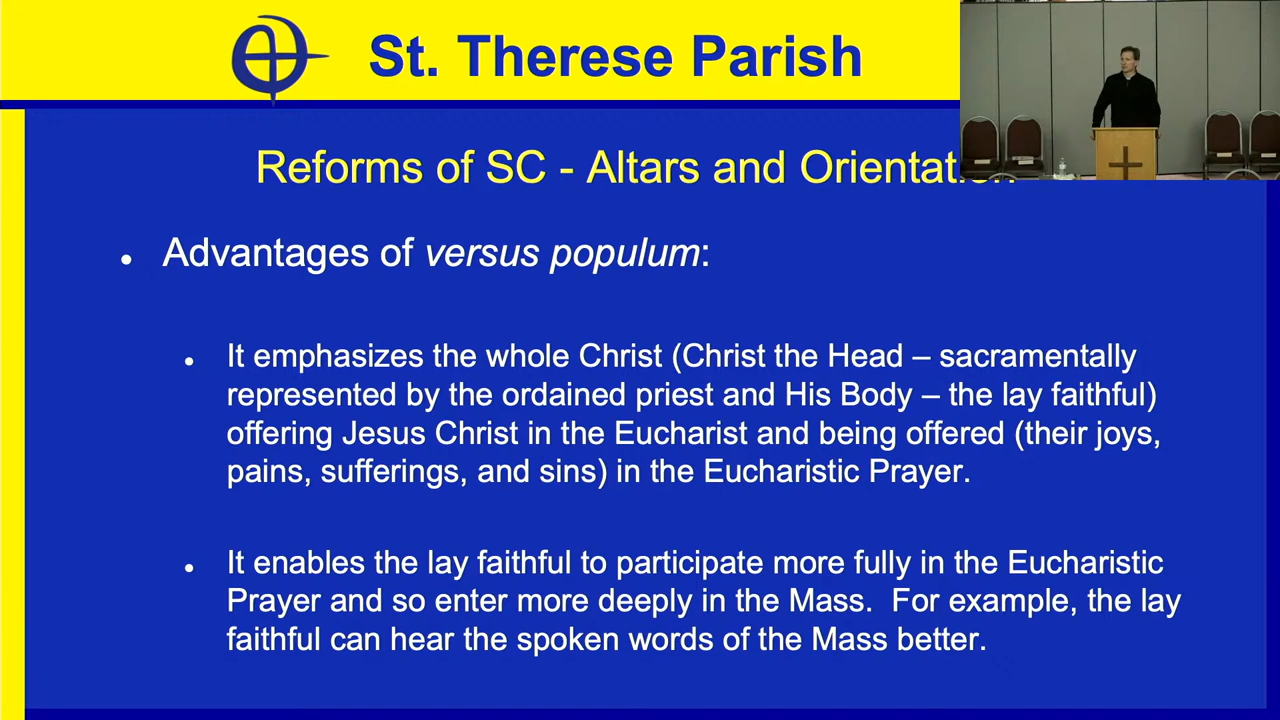 St. Therese Parish
Reforms of SC - Altars and Orientation
• Advantages of versus populum:
• It emphasizes the whole Christ (Christ the Head – sacramentally
represented by the ordained priest and His Body – the lay faithful)
offering Jesus Christ in the Eucharist and being offered (their joys,
pains, sufferings, and sins) in the Eucharistic Prayer.
• It enables the lay faithful to participate more fully in the Eucharistic
Prayer and so enter more deeply in the Mass.  For example, the lay
faithful can hear the spoken words of the Mass better.